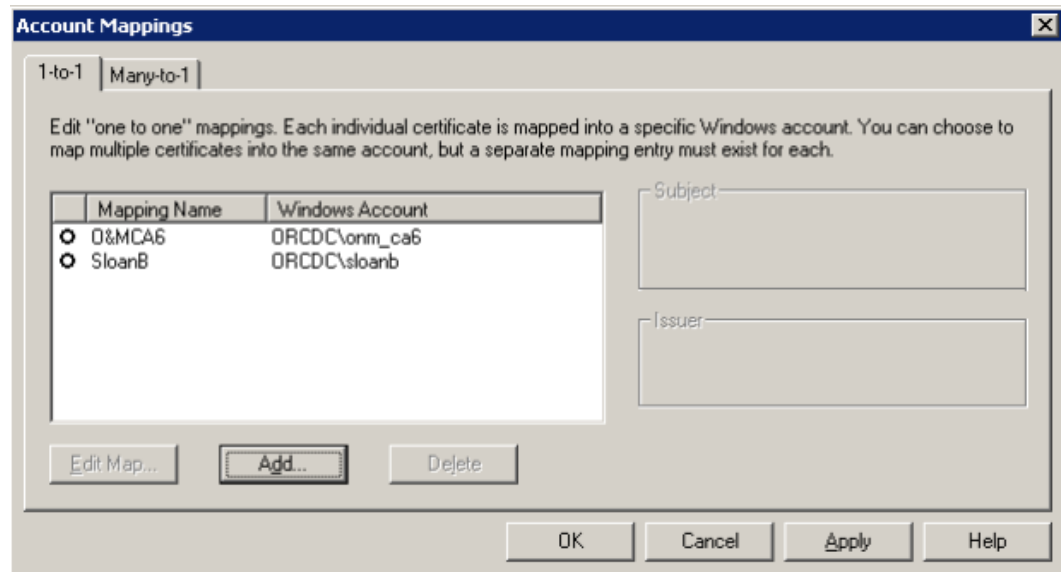 Account Mappings
1-to-1 Many-to-1
Edit "one to one" mappings. Each individual certificate is mapped into a specific Windows account. You can choose to
map multiple certificates into the same account, but a separate mapping entry must exist for each.
Mapping Name Windows Account
O&MCA6 ORCDC\onm_ca6
SloanB ORCDC\sloanb
Subject
Issuer
Edit Map... Add... Delete
OK Cancel Apply Help